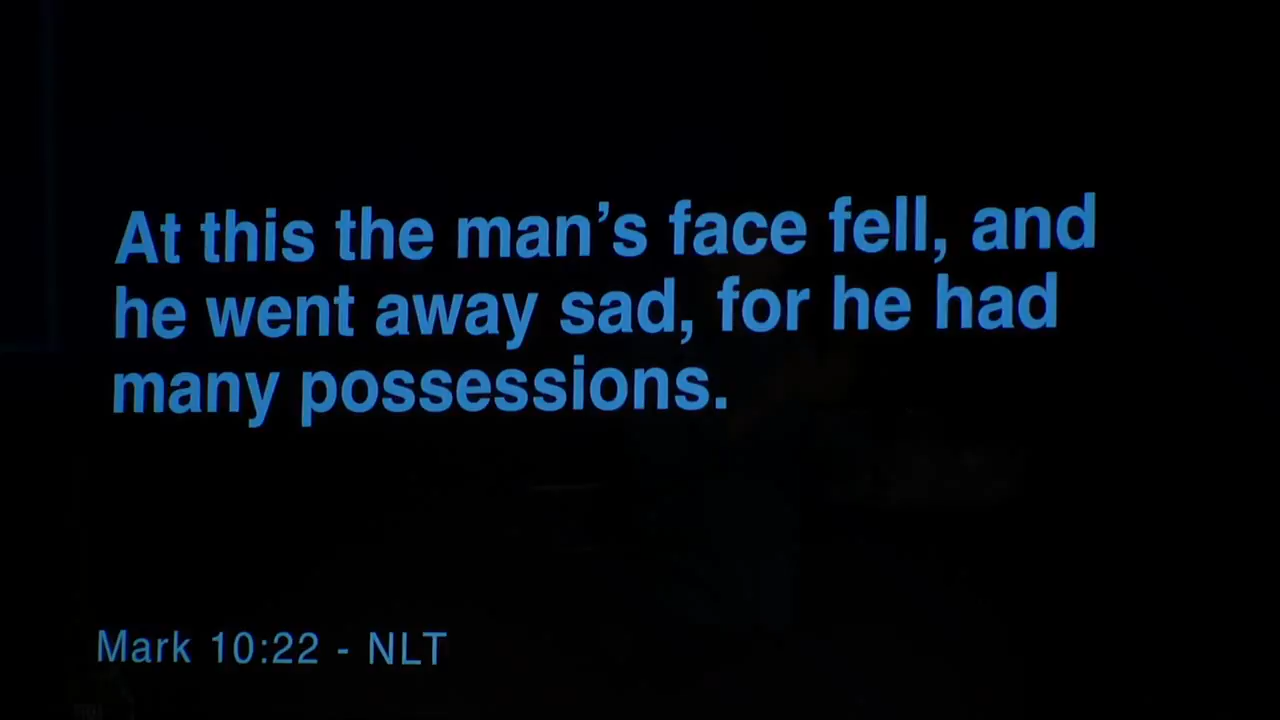 At this the man’s face fell, and
he went away sad, for he had
many possessions.
Mark 10:22 - NLT